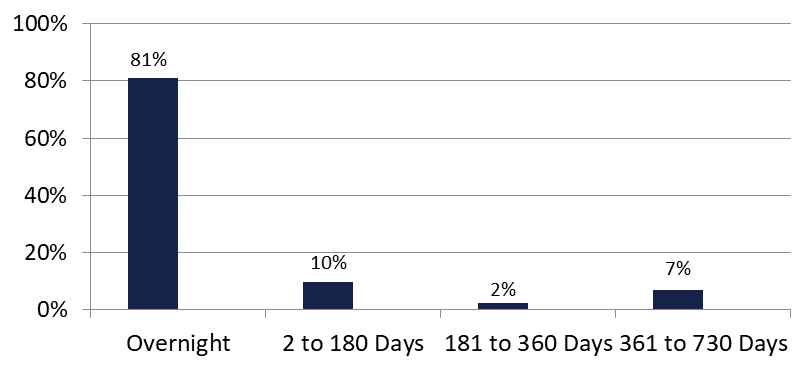 100%
81%
80%
60%
40%
20%
10%
7%
2%
0%
Overnight
2 to 180 Days
181 to 360 Days
361 to 730 Days